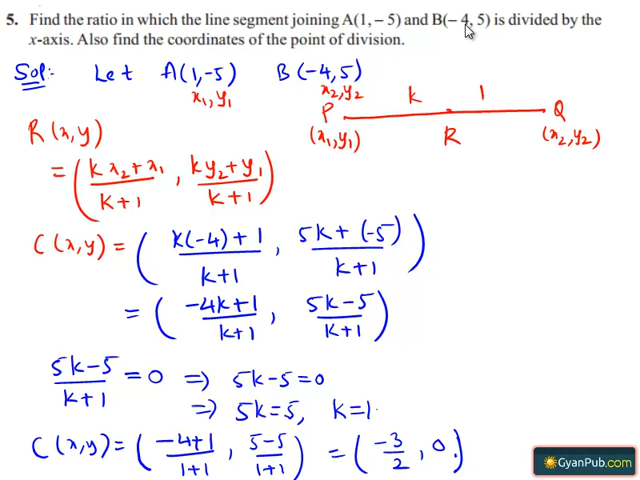 5. Find the ratio in which the line segment joining A(1, – 5) and B(– 4, 5) is divided by the
x-axis. Also find the coordinates of the point of division.
Sol: Let A(1,-5) B(-4,5)
x₁,y₁ x₂,y₂
P k 1 Q
(x₁,y₁) R (x₂,y₂)
R(x,y)
= ( (k x₂+x₁)/(k+1) , (k y₂+y₁)/(k+1) )
C(x,y) = ( (k(-4)+1)/(k+1) , (5k+(-5))/(k+1) )
= ( (-4k+1)/(k+1) , (5k-5)/(k+1) )
(5k-5)/(k+1) = 0 ⇒ 5k-5=0
⇒ 5k=5, k=1.
C(x,y) = ( (-4+1)/(1+1) , (5-5)/(1+1) ) = ( -3/2 , 0. )
GyanPub.com